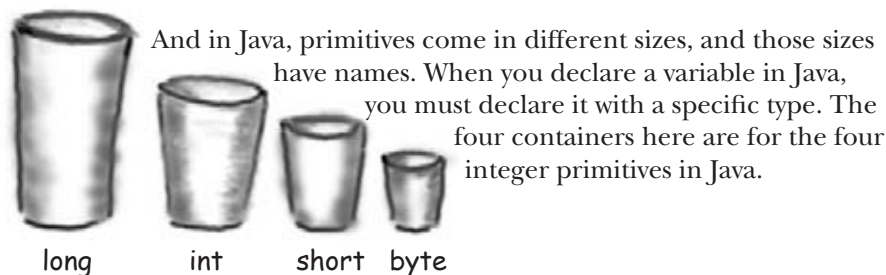 And in Java, primitives come in different sizes, and those sizes
have names. When you declare a variable in Java,
you must declare it with a specific type. The
four containers here are for the four
integer primitives in Java.
long int short byte